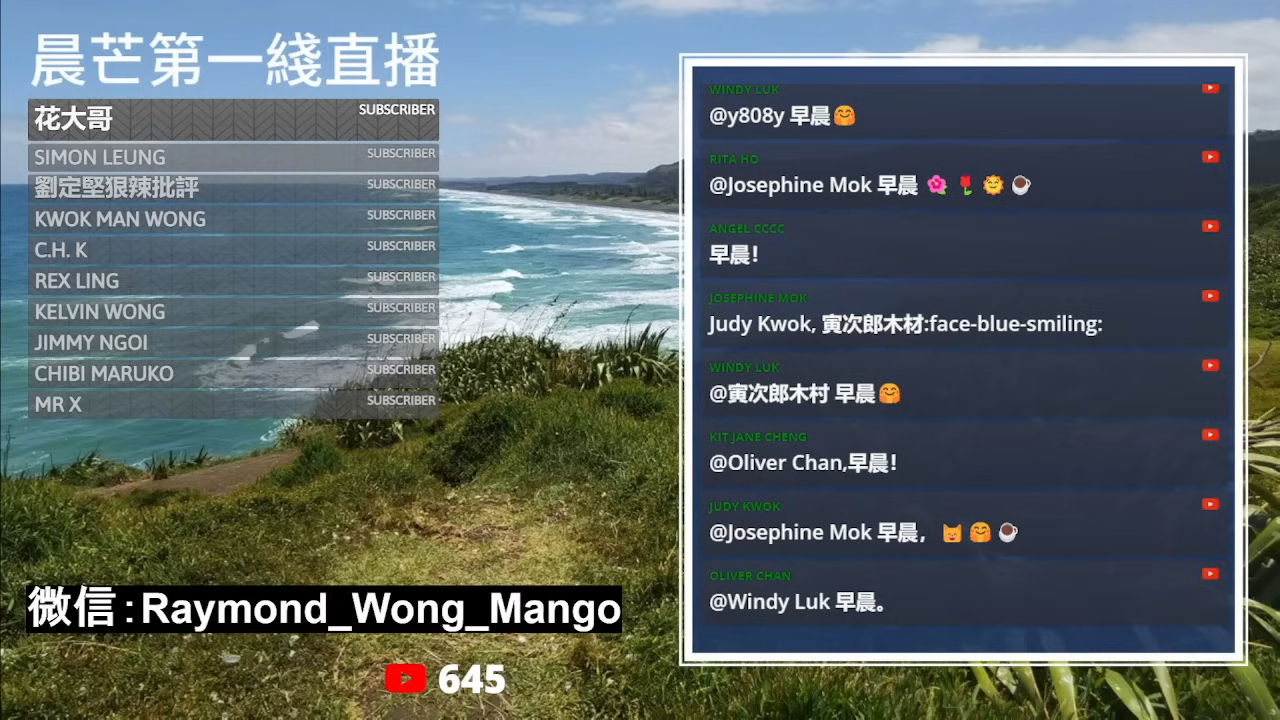 晨芒第一綫直播
花大哥 SUBSCRIBER
SIMON LEUNG SUBSCRIBER
劉定堅狠辣批評 SUBSCRIBER
KWOK MAN WONG SUBSCRIBER
C.H. K SUBSCRIBER
REX LING SUBSCRIBER
KELVIN WONG SUBSCRIBER
JIMMY NGOI SUBSCRIBER
CHIBI MARUKO SUBSCRIBER
MR X SUBSCRIBER
微信:Raymond_Wong_Mango
645
WINDY LUK
@y808y 早晨🤗
RITA HO
@Josephine Mok 早晨 🌺 🌷 🌞 ☕
ANGEL CCCC
早晨!
JOSEPHINE MOK
Judy Kwok, 寅次郎木材:face-blue-smiling:
WINDY LUK
@寅次郎木村 早晨🤗
KIT JANE CHENG
@Oliver Chan,早晨!
JUDY KWOK
@Josephine Mok 早晨， 😺 🤗 ☕
OLIVER CHAN
@Windy Luk 早晨。